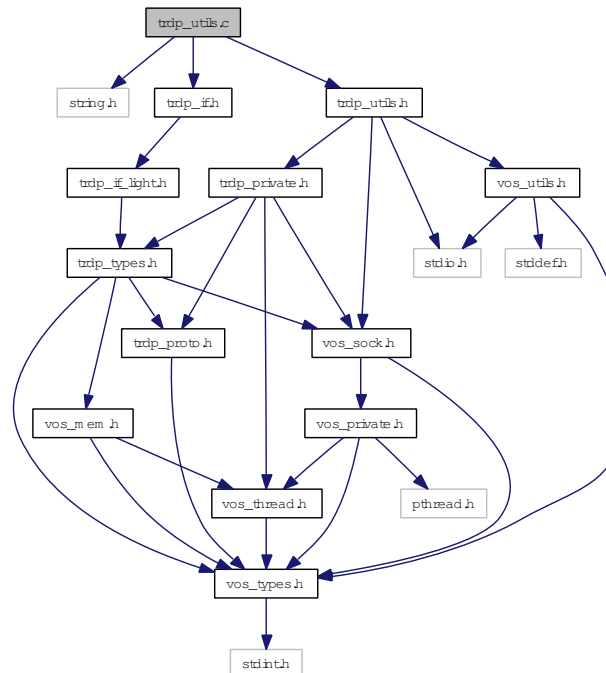 trdp_utils.c
string.h
trdp_if.h
trdp_utils.h
trdp_if_light.h
trdp_private.h
vos_utils.h
trdp_types.h
stdio.h
stddef.h
trdp_proto.h
vos_sock.h
vos_mem.h
vos_private.h
vos_thread.h
pthread.h
vos_types.h
stdint.h